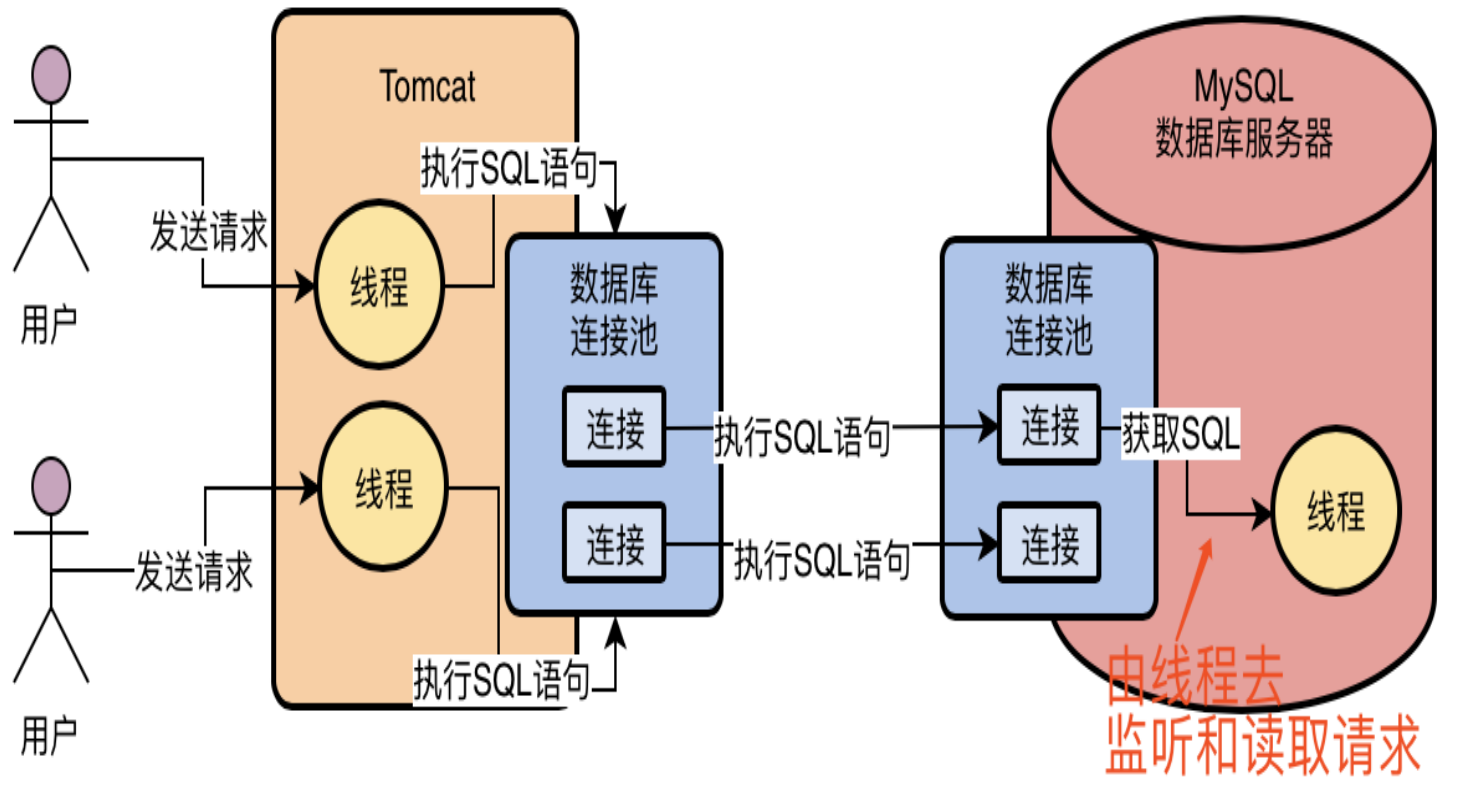 Tomcat
MySQL
数据库服务器
执行SQL语句
发送请求
线程
用户
数据库
连接池
数据库
连接池
连接
执行SQL语句
连接
获取SQL
线程
线程
连接
执行SQL语句
连接
发送请求
执行SQL语句
用户
由线程去
监听和读取请求